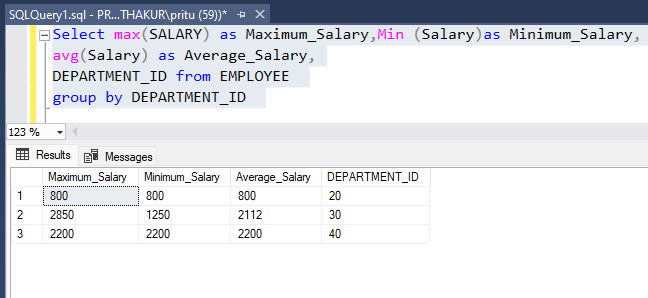 SQLQuery1.sql - PR...THAKUR\pritu (59))*
Select max(SALARY) as Maximum_Salary,Min (Salary)as Minimum_Salary,
avg(Salary) as Average_Salary,
DEPARTMENT_ID from EMPLOYEE
group by DEPARTMENT_ID
123 %
Results Messages
Maximum_Salary Minimum_Salary Average_Salary DEPARTMENT_ID
1 800 800 800 20
2 2850 1250 2112 30
3 2200 2200 2200 40